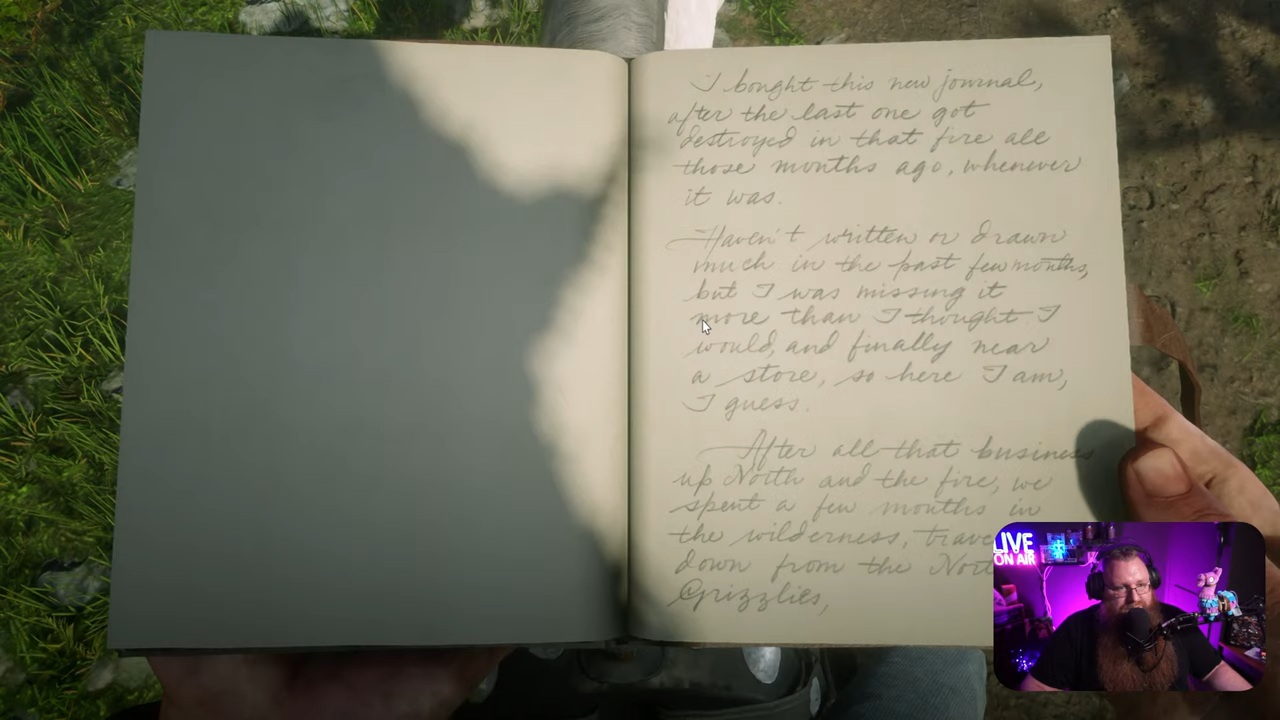 I bought this new journal,
after the last one got
destroyed in that fire all
those months ago, whenever
it was.
Haven't written or drawn
much in the past few months,
but I was missing it
more than I thought I
would, and finally near
a store, so here I am,
I guess.
After all that business
up North and the fire, we
spent a few months in
the wilderness,
down from the
Grizzlies,
LIVE
ON AIR